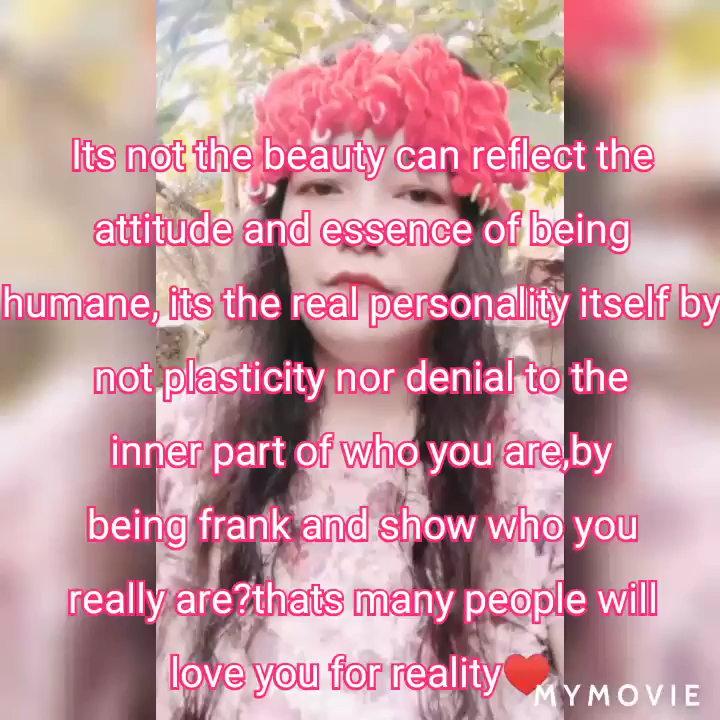 Its not the beauty can reflect the
attitude and essence of being
humane, its the real personality itself by
not plasticity nor denial to the
inner part of who you are,by
being frank and show who you
really are?thats many people will
love you for reality❤️
MYMOVIE